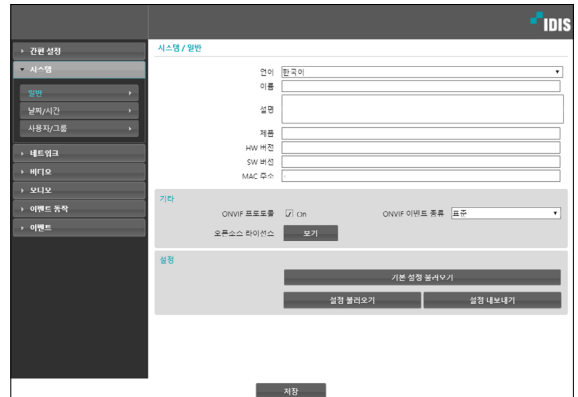 IDIS
간편 설정
시스템
일반
날짜/시간
사용자/그룹
네트워크
비디오
오디오
이벤트 동작
이벤트
시스템 / 일반
언어 한국어
이름
설명
제품
HW 버전
SW 버전
MAC 주소
기타
ONVIF 프로토콜 On ONVIF 이벤트 종류 표준
오픈소스 라이선스 보기
설정
기본 설정 불러오기
설정 불러오기 설정 내보내기
저장